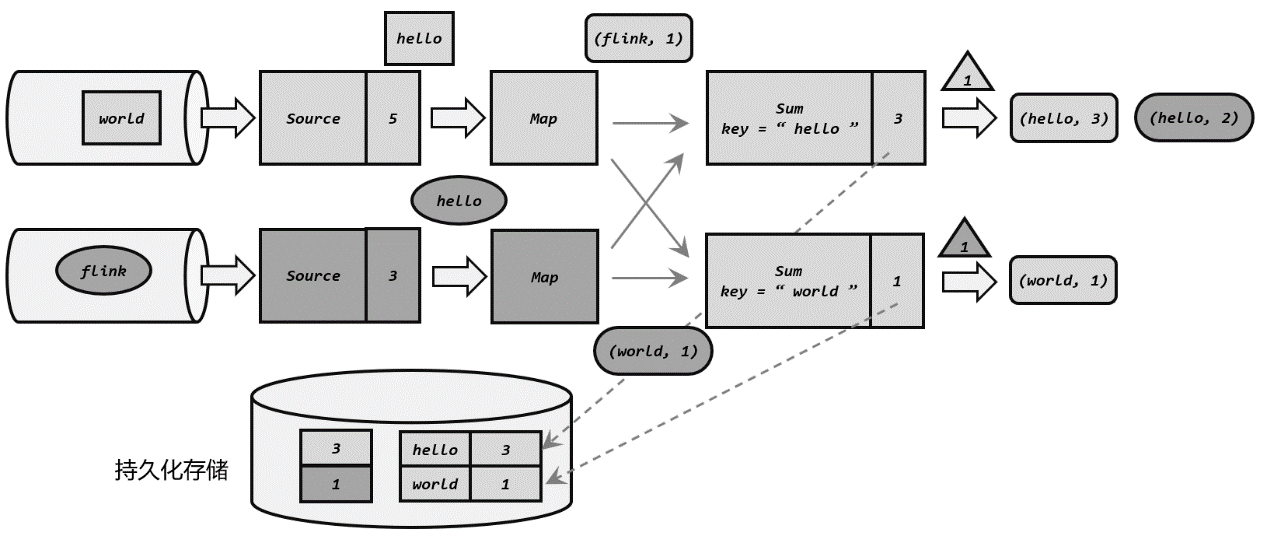 hello
(flink, 1)
world
Source
5
Map
Sum
key = “ hello ”
3
1
(hello, 3)
(hello, 2)
hello
flink
Source
3
Map
Sum
key = “ world ”
1
1
(world, 1)
(world, 1)
持久化存储
3
hello
3
1
world
1